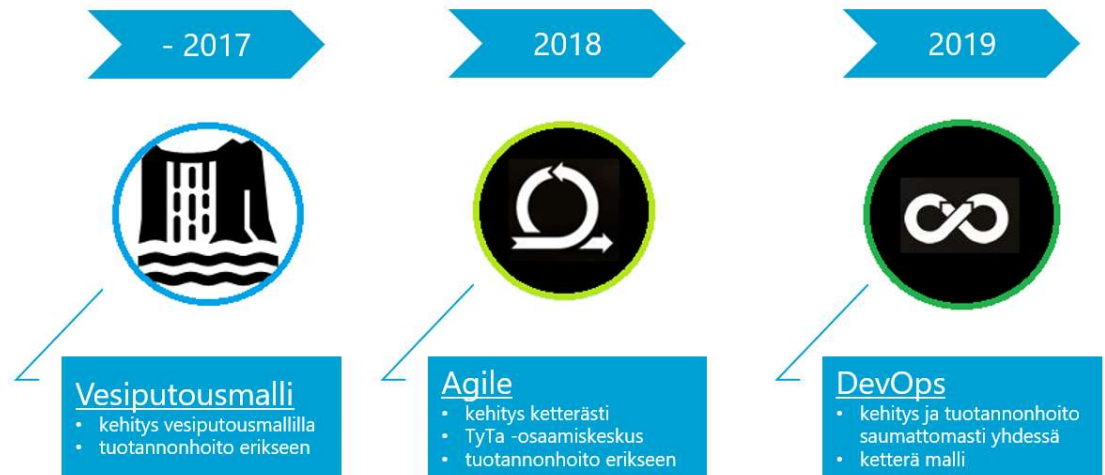 - 2017
2018
2019
Vesiputousmalli
• kehitys vesiputousmallilla
• tuotannonhoito erikseen
Agile
• kehitys ketterästi
• TyTa -osaamiskeskus
• tuotannonhoito erikseen
DevOps
• kehitys ja tuotannonhoito
saumattomasti yhdessä
• ketterä malli